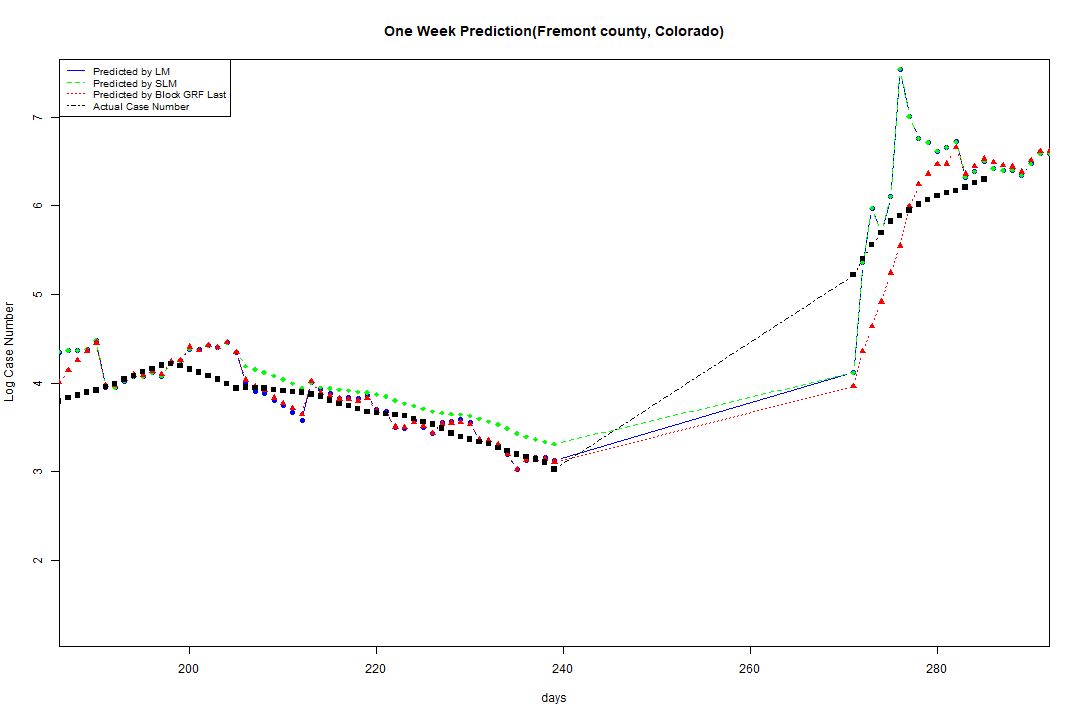 One Week Prediction(Fremont county, Colorado)
Predicted by LM
Predicted by SLM
Predicted by Block GRF Last
Actual Case Number
7
6
5
4
3
2
Log Case Number
200 220 240 260 280
days